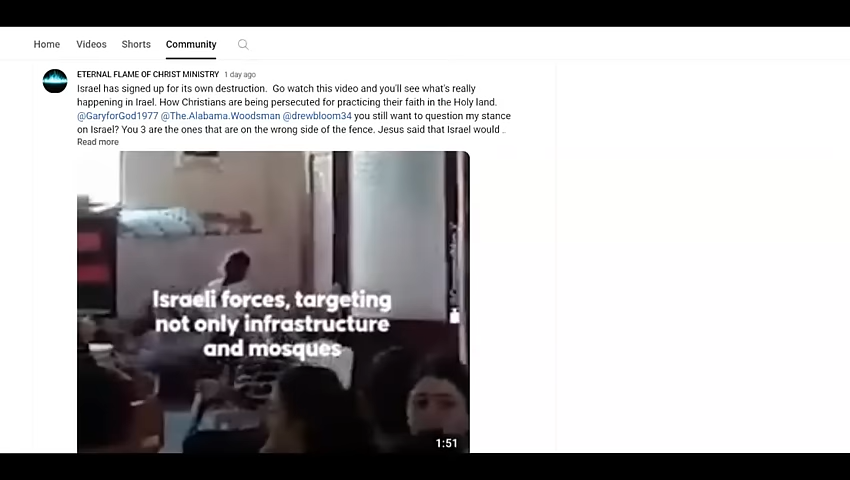 Home Videos Shorts Community
ETERNAL FLAME OF CHRIST MINISTRY 1 day ago
Israel has signed up for its own destruction. Go watch this video and you'll see what's really
happening in Irael. How Christians are being persecuted for practicing their faith in the Holy land.
@GaryforGod1977 @The.Alabama.Woodsman @drewbloom34 you still want to question my stance
on Israel? You 3 are the ones that are on the wrong side of the fence. Jesus said that Israel would ..
Read more
Israeli forces, targeting
not only infrastructure
and mosques
1:51